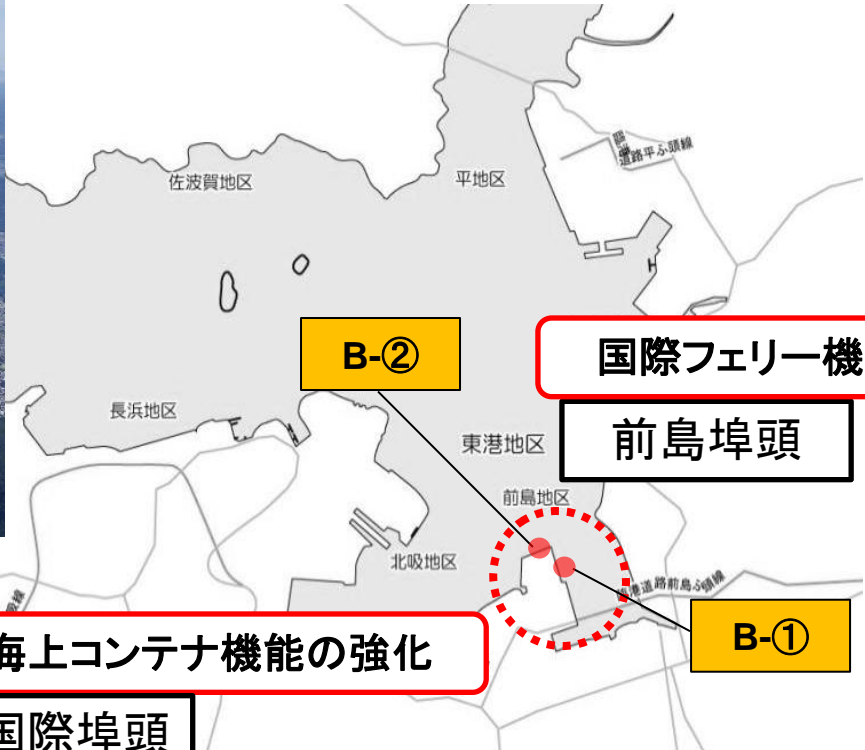 道路平ふ頭線
佐波賀地区
平地区
B-②
国際フェリー機
長浜地区
東港地区
前島埠頭
前島地区
北吸地区
臨港道路前島ふ頭線
海上コンテナ機能の強化
B-①
国際埠頭